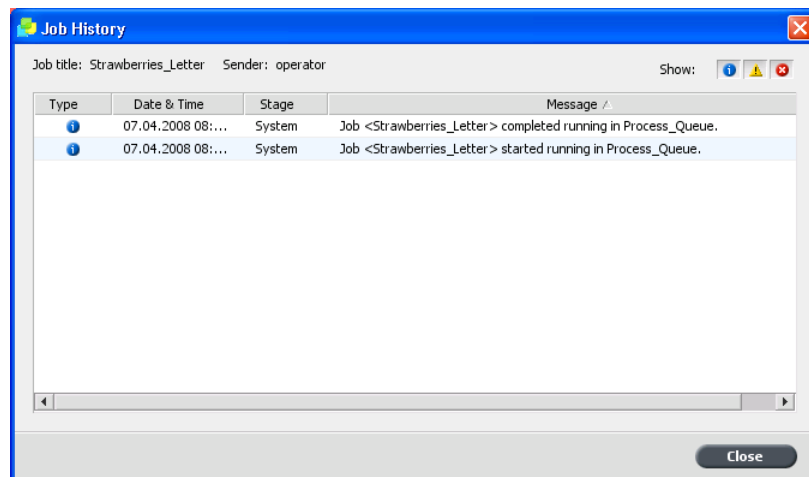 Job History
Job title: Strawberries_Letter Sender: operator
Show:
Type Date & Time Stage Message
07.04.2008 08:... System Job <Strawberries_Letter> completed running in Process_Queue.
07.04.2008 08:... System Job <Strawberries_Letter> started running in Process_Queue.
Close